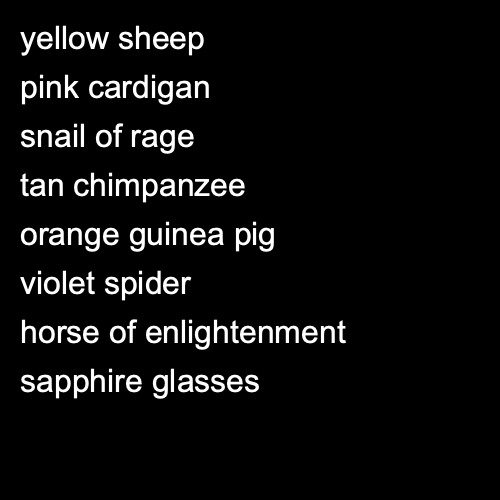 yellow sheep
pink cardigan
snail of rage
tan chimpanzee
orange guinea pig
violet spider
horse of enlightenment
sapphire glasses